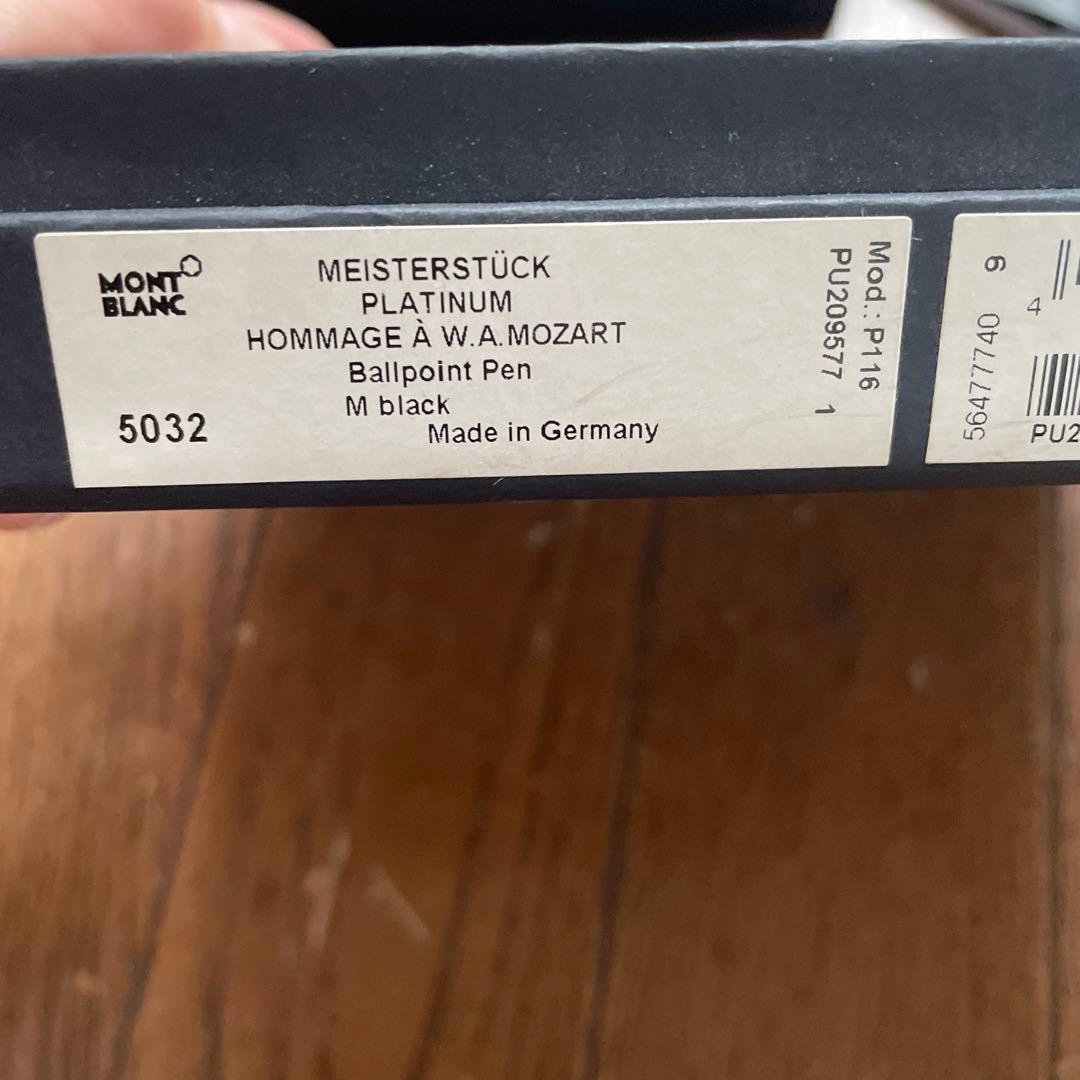 MONT
BLANC
MEISTERSTÜCK
PLATINUM
HOMMAGE À W.A.MOZART
Ballpoint Pen
M black
5032
Made in Germany
Mod.: P116
PU209577 1
9
56477740
4
PU2